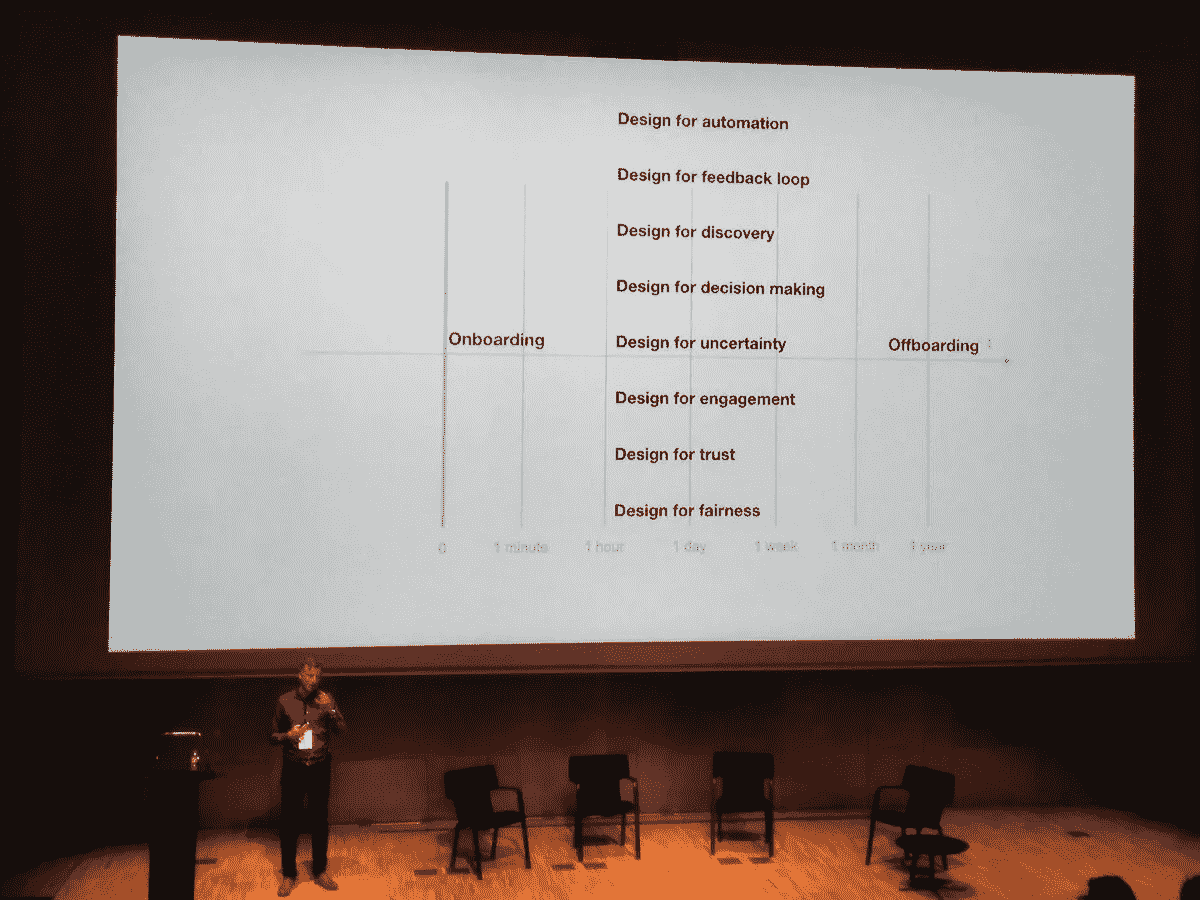 Design for automation
Design for feedback loop
Design for discovery
Design for decision making
Onboarding
Design for uncertainty
Offboarding
Design for engagement
Design for trust
Design for fairness
0 1 minute 1 hour 1 day 1 week 1 month 1 year